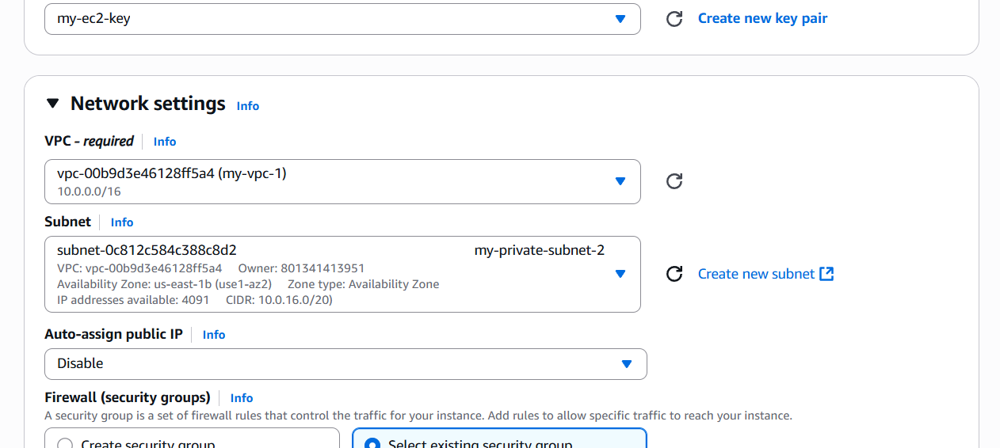 my-ec2-key
Create new key pair
Network settings Info
VPC - required Info
vpc-00b9d3e46128ff5a4 (my-vpc-1)
10.0.0.0/16
Subnet Info
subnet-0c812c584c388c8d2 my-private-subnet-2
VPC: vpc-00b9d3e46128ff5a4 Owner: 801341413951
Availability Zone: us-east-1b (use1-az2) Zone type: Availability Zone
IP addresses available: 4091 CIDR: 10.0.16.0/20)
Create new subnet
Auto-assign public IP Info
Disable
Firewall (security groups) Info
A security group is a set of firewall rules that control the traffic for your instance. Add rules to allow specific traffic to reach your instance.
Create security group Select existing security group